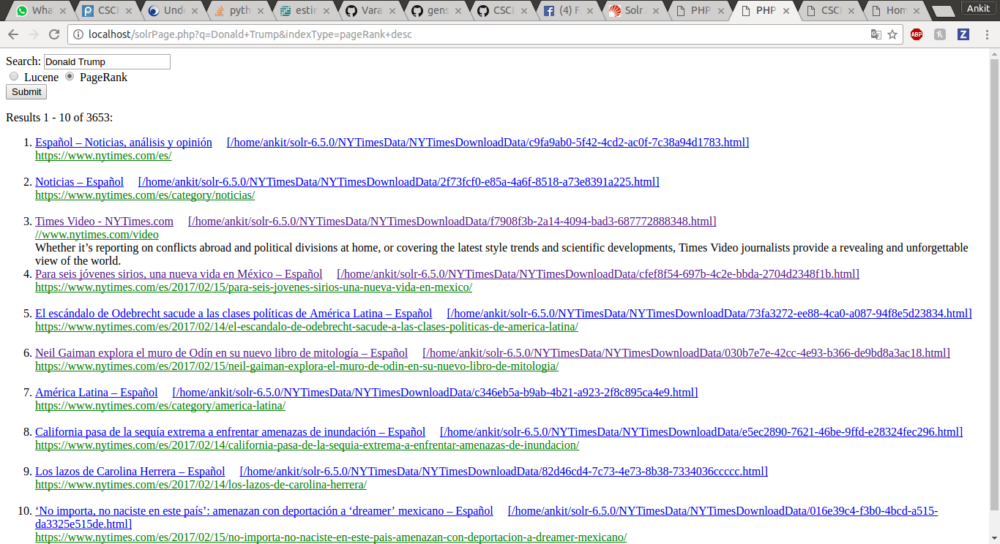 Wha
CSCI
Und
pyth
estir
Vara
gens
CSCI
(4) F
Solr
PHP
PHP
CSCI
Hom
Ankit
localhost/solrPage.php?q=Donald+Trump&indexType=pageRank+desc
ABP
Z
Search: Donald Trump
Lucene PageRank
Submit
Results 1 - 10 of 3653:
1. Español – Noticias, análisis y opinión [/home/ankit/solr-6.5.0/NYTimesData/NYTimesDownloadData/c9fa9ab0-5f42-4cd2-ac0f-7c38a94d1783.html]
https://www.nytimes.com/es/
2. Noticias – Español [/home/ankit/solr-6.5.0/NYTimesData/NYTimesDownloadData/2f73fcf0-e85a-4a6f-8518-a73e8391a225.html]
https://www.nytimes.com/es/category/noticias/
3. Times Video - NYTimes.com [/home/ankit/solr-6.5.0/NYTimesData/NYTimesDownloadData/f7908f3b-2a14-4094-bad3-687772888348.html]
//www.nytimes.com/video
Whether it’s reporting on conflicts abroad and political divisions at home, or covering the latest style trends and scientific developments, Times Video journalists provide a revealing and unforgettable
view of the world.
4. Para seis jóvenes sirios, una nueva vida en México – Español [/home/ankit/solr-6.5.0/NYTimesData/NYTimesDownloadData/cfef8f54-697b-4c2e-bbda-2704d2348f1b.html]
https://www.nytimes.com/es/2017/02/15/para-seis-jovenes-sirios-una-nueva-vida-en-mexico/
5. El escándalo de Odebrecht sacude a las clases políticas de América Latina – Español [/home/ankit/solr-6.5.0/NYTimesData/NYTimesDownloadData/73fa3272-ee88-4ca0-a087-94f8e5d23834.html]
https://www.nytimes.com/es/2017/02/14/el-escandalo-de-odebrecht-sacude-a-las-clases-politicas-de-america-latina/
6. Neil Gaiman explora el muro de Odín en su nuevo libro de mitología – Español [/home/ankit/solr-6.5.0/NYTimesData/NYTimesDownloadData/030b7e7e-42cc-4e93-b366-de9bd8a3ac18.html]
https://www.nytimes.com/es/2017/02/15/neil-gaiman-explora-el-muro-de-odin-en-su-nuevo-libro-de-mitologia/
7. América Latina – Español [/home/ankit/solr-6.5.0/NYTimesData/NYTimesDownloadData/c346eb5a-b9ab-4b21-a923-2f8c895ca4e9.html]
https://www.nytimes.com/es/category/america-latina/
8. California pasa de la sequía extrema a enfrentar amenazas de inundación – Español [/home/ankit/solr-6.5.0/NYTimesData/NYTimesDownloadData/e5ec2890-7621-46be-9ffd-e28324fec296.html]
https://www.nytimes.com/es/2017/02/14/california-pasa-de-la-sequia-extrema-a-enfrentar-amenazas-de-inundacion/
9. Los lazos de Carolina Herrera – Español [/home/ankit/solr-6.5.0/NYTimesData/NYTimesDownloadData/82d46cd4-7c73-4e73-8b38-7334036ccccc.html]
https://www.nytimes.com/es/2017/02/14/los-lazos-de-carolina-herrera/
10. ‘No importa, no naciste en este país’: amenazan con deportación a ‘dreamer’ mexicano – Español [/home/ankit/solr-6.5.0/NYTimesData/NYTimesDownloadData/016e39c4-f3b0-4bcd-a515-
da3325e515de.html]
https://www.nytimes.com/es/2017/02/15/no-importa-no-naciste-en-este-pais-amenazan-con-deportacion-a-dreamer-mexicano/